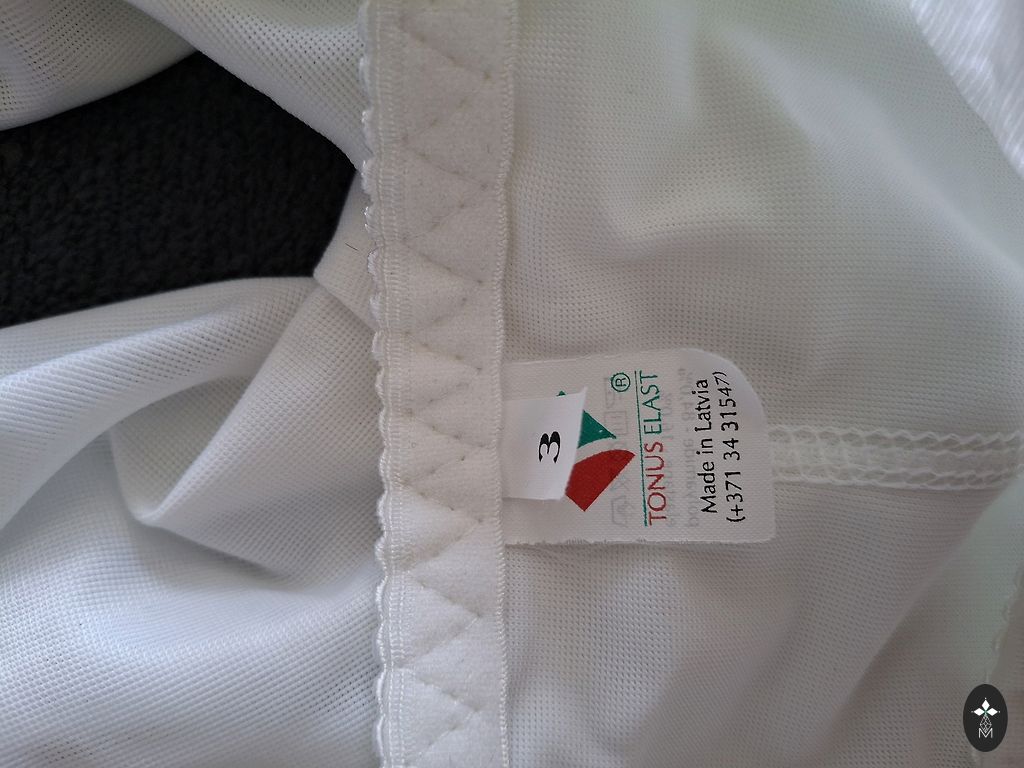 3
TONUS ELAST ®
Made in Latvia
(+371 34 31547)
M